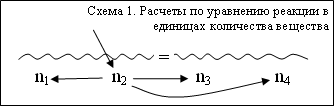 Схема 1. Расчеты по уравнению реакции в
единицах количества вещества
=
n₁ n₂ n₃ n₄